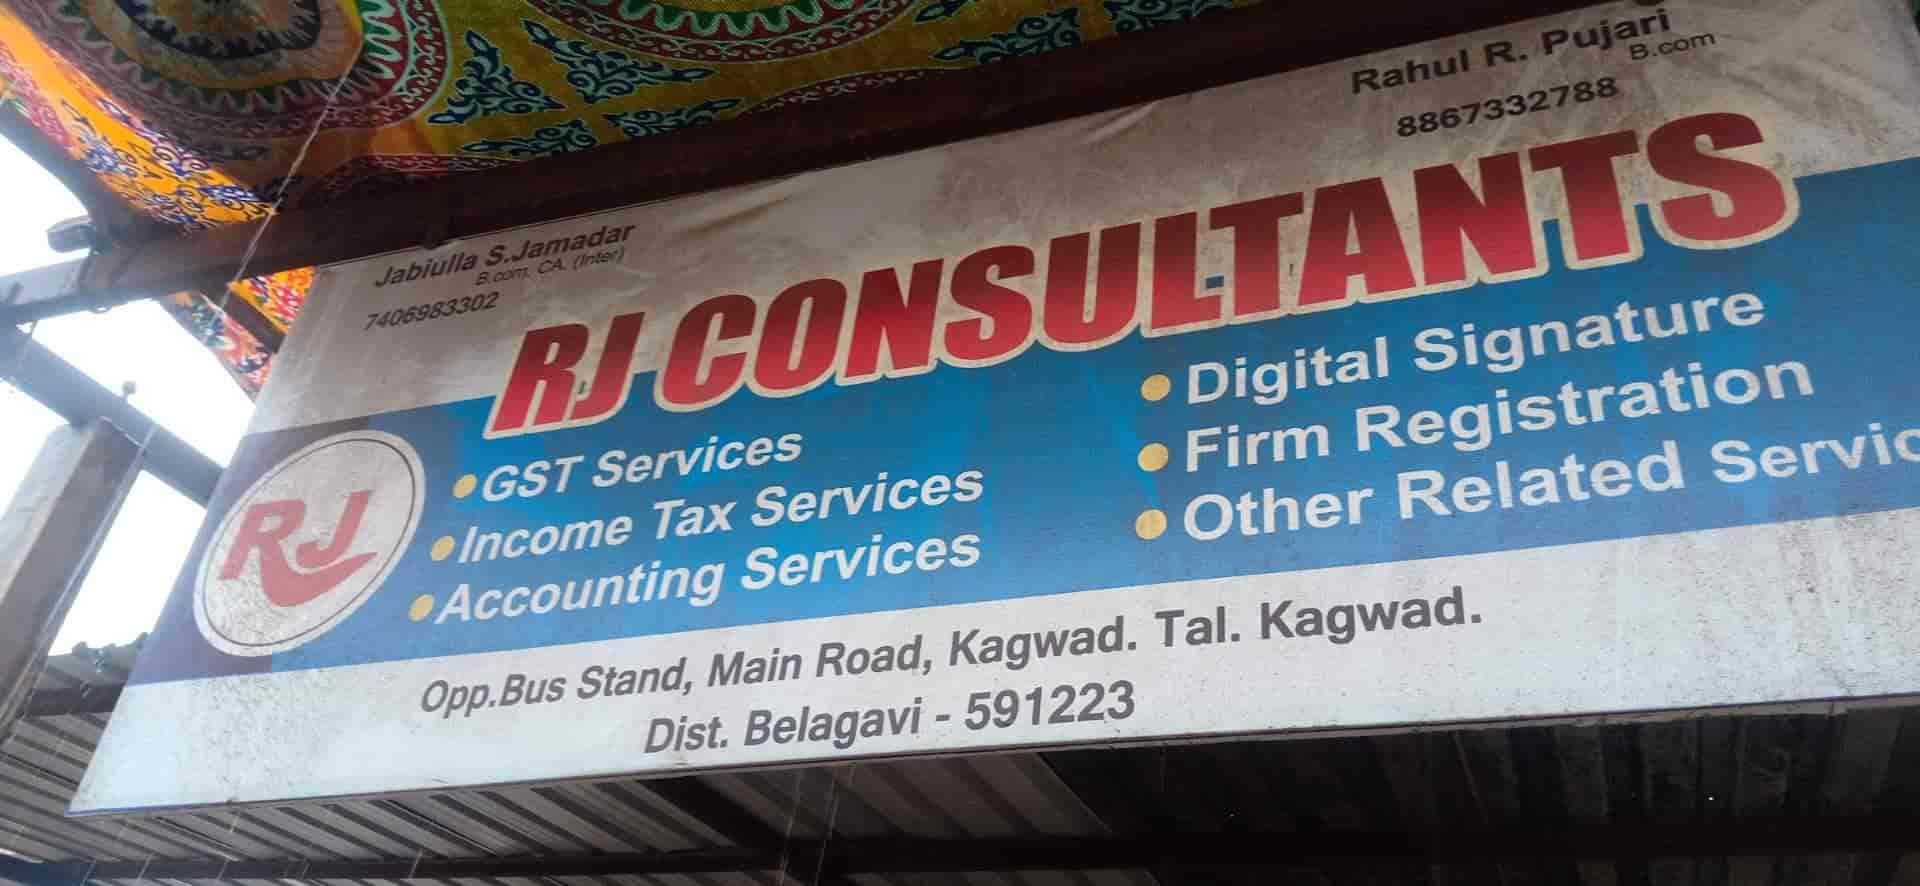 Jabiulla S.Jamadar
B.com, CA. (Inter)
7406983302
Rahul R. Pujari
B.com
8867332788
RJ CONSULTANTS
RJ
•GST Services
•Income Tax Services
•Accounting Services
• Digital Signature
• Firm Registration
• Other Related Servic
Opp.Bus Stand, Main Road, Kagwad. Tal. Kagwad.
Dist. Belagavi - 591223